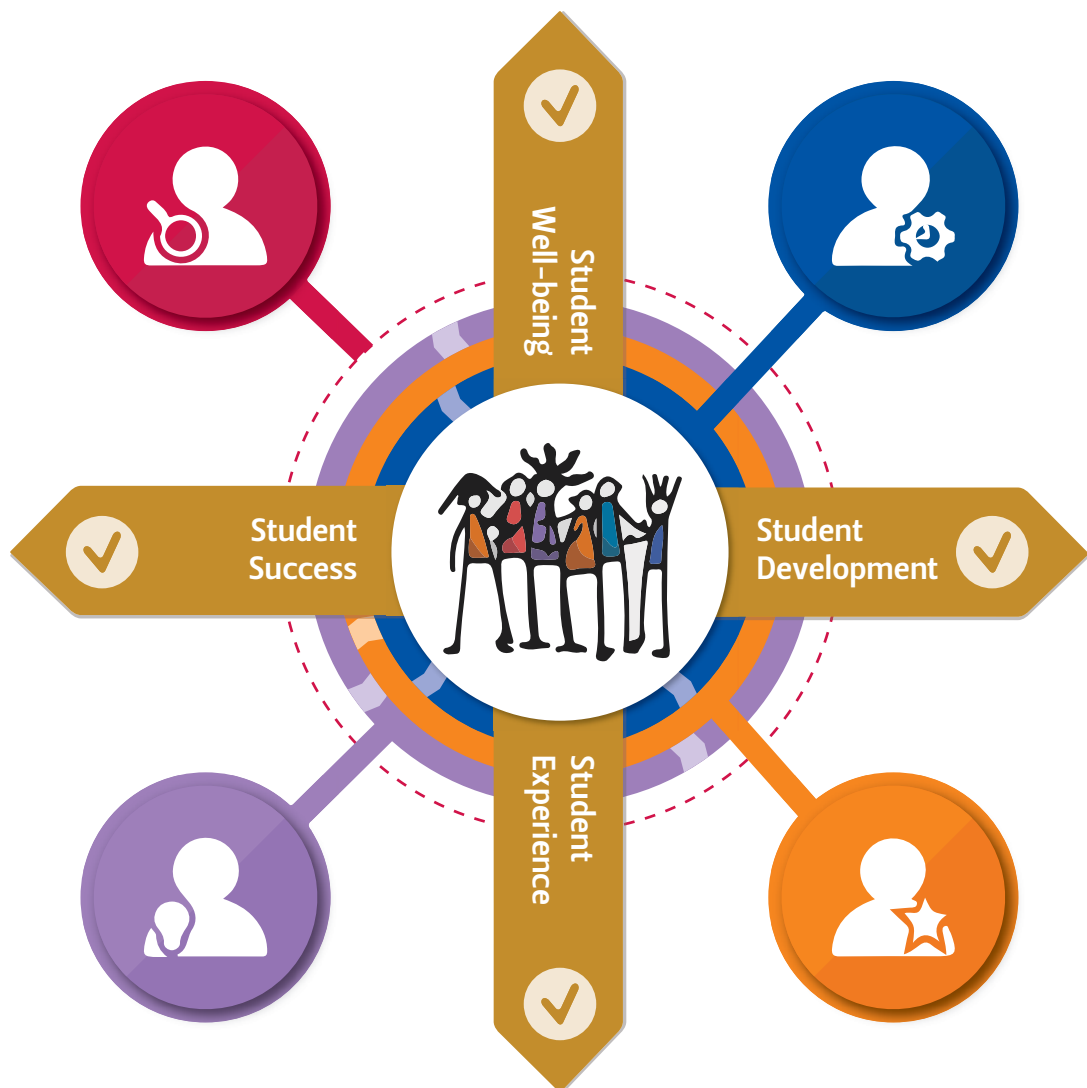 Student
Well-being
Student
Success
Student
Development
Student
Experience